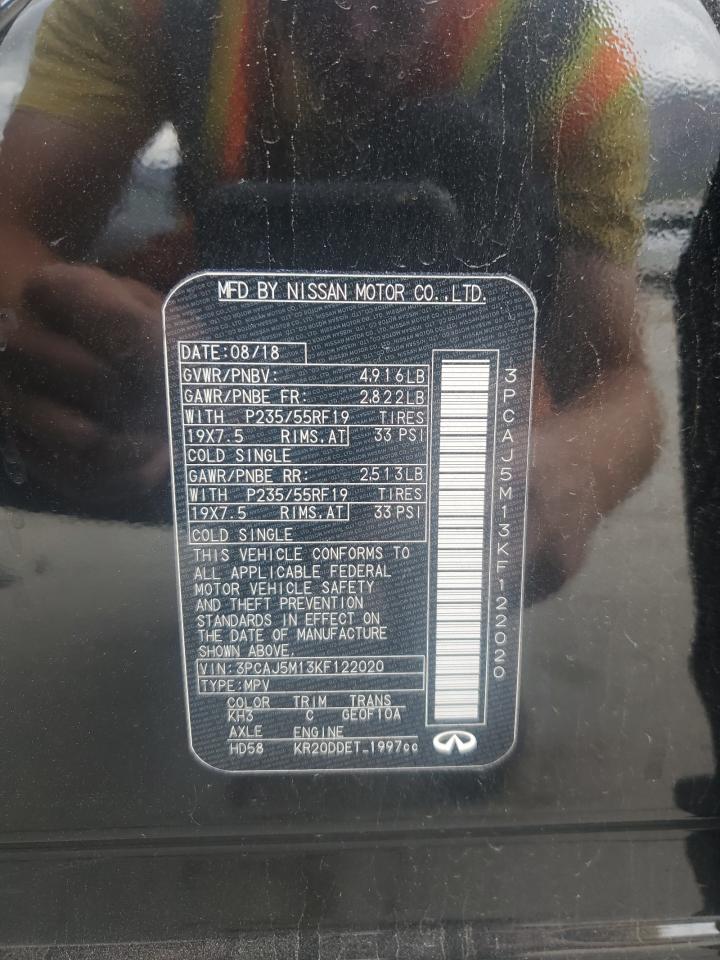 MFD BY NISSAN MOTOR CO.,LTD.
DATE:08/18
GVWR/PNBV: 4,916LB
GAWR/PNBE FR: 2,822LB
WITH P235/55RF19 TIRES
19X7.5 RIMS.AT 33 PSI
COLD SINGLE
GAWR/PNBE RR: 2,513LB
WITH P235/55RF19 TIRES
19X7.5 RIMS.AT 33 PSI
COLD SINGLE
THIS VEHICLE CONFORMS TO
ALL APPLICABLE FEDERAL
MOTOR VEHICLE SAFETY
AND THEFT PREVENTION
STANDARDS IN EFFECT ON
THE DATE OF MANUFACTURE
SHOWN ABOVE.
VIN: 3PCAJ5M13KF122020
TYPE:MPV
COLOR TRIM TRANS
KH3 C GE0F10A
AXLE ENGINE
HD58 KR20DDET_1997cc
3PCAJ5M13KF122020